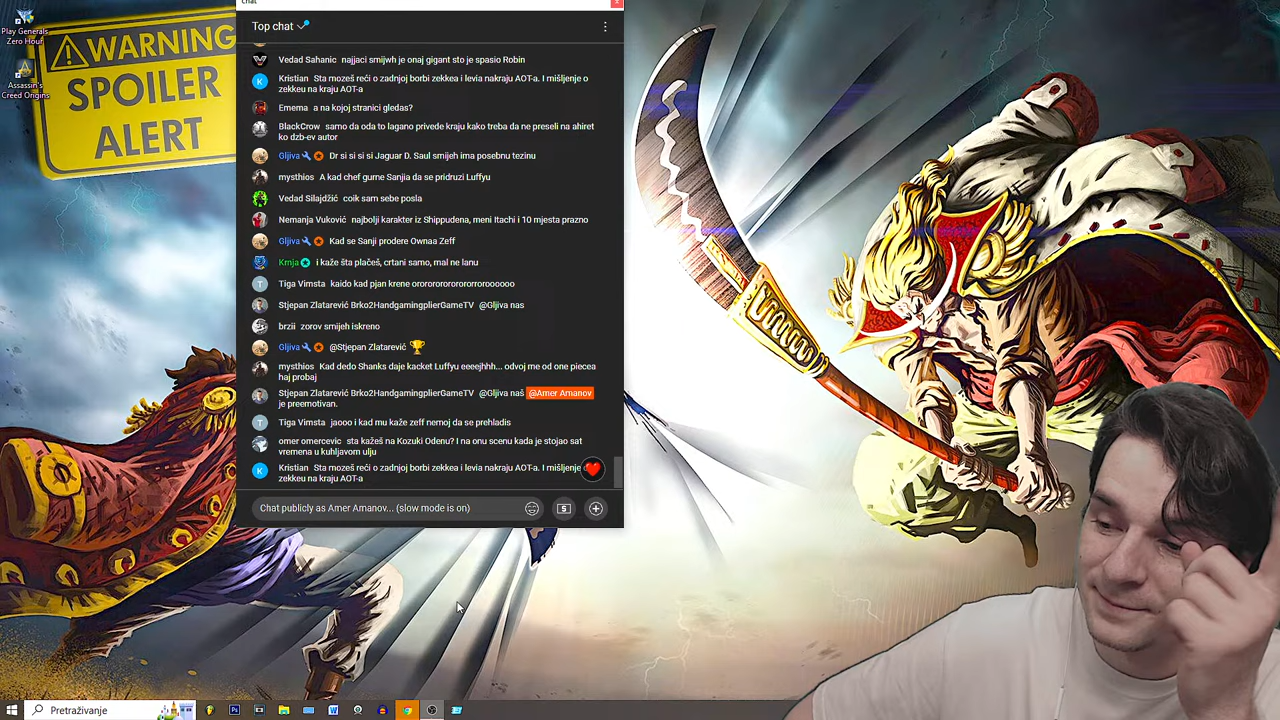 Play Generals
Zero Hour
Assassin's
Creed Origins
WARNING
SPOILER
ALERT
Chat
Top chat
Vedad Sahanic najjaci smijwh je onaj gigant sto je spasio Robin
Kristian Sta mozeš reći o zadnjoj borbi zekkea i levia nakraju AOT-a. I mišljenje o
zekkeu na kraju AOT-a
Emema a na kojoj stranici gledas?
BlackCrow samo da oda to lagano privede kraju kako treba da ne preseli na ahiret
ko dzb-ev autor
Gljiva Dr si si si si Jaguar D. Saul smijeh ima posebnu tezinu
mysthios A kad chef gurne Sanjia da se pridruzi Luffyu
Vedad Silajdžić coik sam sebe posla
Nemanja Vuković najbolji karakter iz Shippudena, meni Itachi i 10 mjesta prazno
Gljiva Kad se Sanji prodere Ownaa Zeff
Krnja i kaže šta plačeš, crtani samo, mal ne lanu
Tiga Vimsta kaido kad pjan krene orororororororrororoooooo
Stjepan Zlatarević Brko2HandgamingplierGameTV @Gljiva nas
brzii zorov smijeh iskreno
Gljiva @Stjepan Zlatarević 🏆
mysthios Kad dedo Shanks daje kacket Luffyu eeeejhhh... odvoj me od one piecea
haj probaj
Stjepan Zlatarević Brko2HandgamingplierGameTV @Gljiva naš @Amer Amanov
je preemotivan.
Tiga Vimsta jaooo i kad mu kaže zeff nemoj da se prehladis
omer omercevic sta kažeš na Kozuki Odenu? I na onu scenu kada je stojao sat
vremena u kuhljavom ulju
Kristian Sta mozeš reći o zadnjoj borbi zekkea i levia nakraju AOT-a. I mišljenje
zekkeu na kraju AOT-a
Chat publicly as Amer Amanov... (slow mode is on)
Pretraživanje